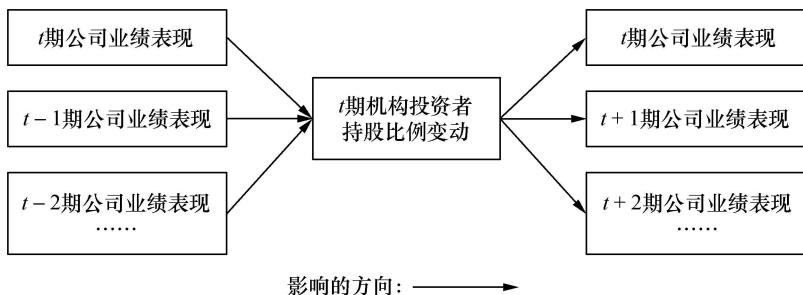 t期公司业绩表现
t期公司业绩表现
t期机构投资者
持股比例变动
t – 1期公司业绩表现
t + 1期公司业绩表现
t – 2期公司业绩表现
……
t + 2期公司业绩表现
……
影响的方向：